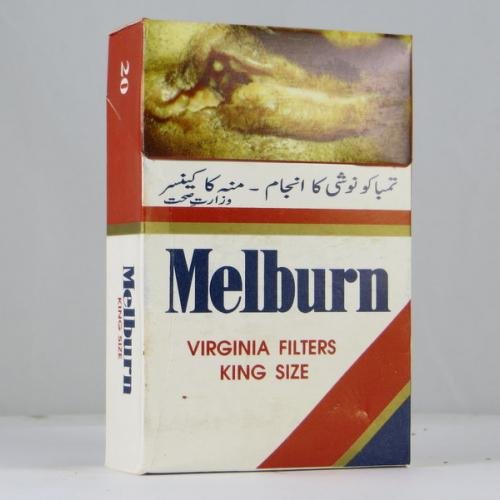 تمباکو نوشی کا انجام - منہ کا کینسر
وزارت صحت
Melburn
VIRGINIA FILTERS
KING SIZE
20
Melburn
KING SIZE